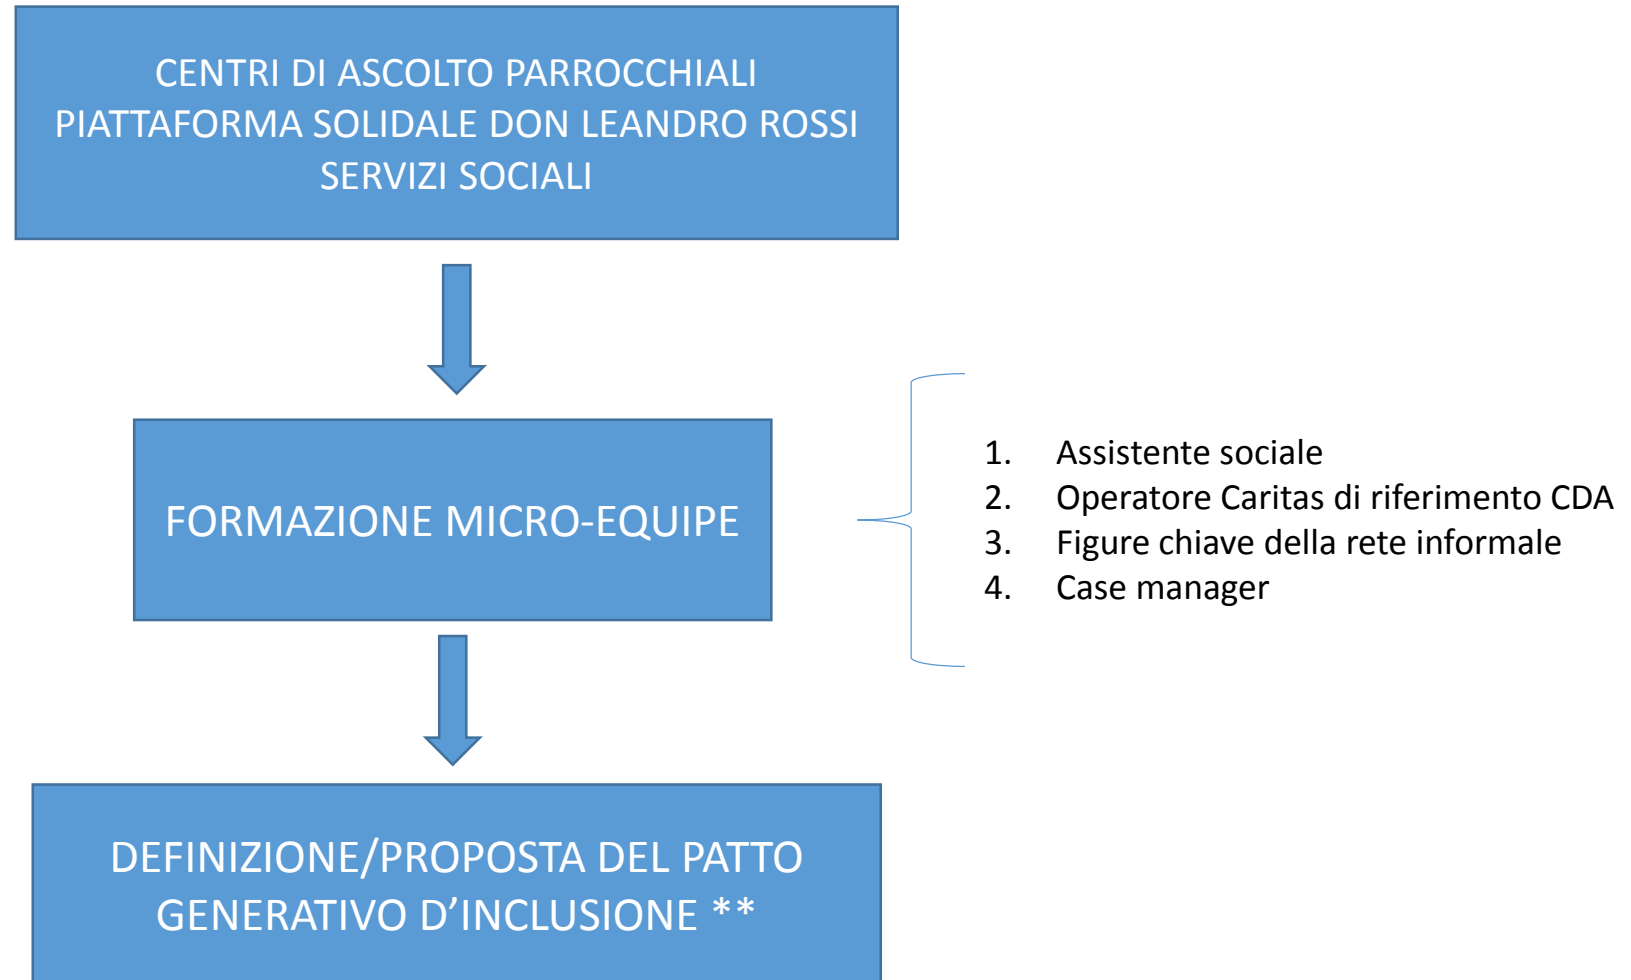 CENTRI DI ASCOLTO PARROCCHIALI
PIATTAFORMA SOLIDALE DON LEANDRO ROSSI
SERVIZI SOCIALI
FORMAZIONE MICRO-EQUIPE
1. Assistente sociale
2. Operatore Caritas di riferimento CDA
3. Figure chiave della rete informale
4. Case manager
DEFINIZIONE/PROPOSTA DEL PATTO
GENERATIVO D’INCLUSIONE **